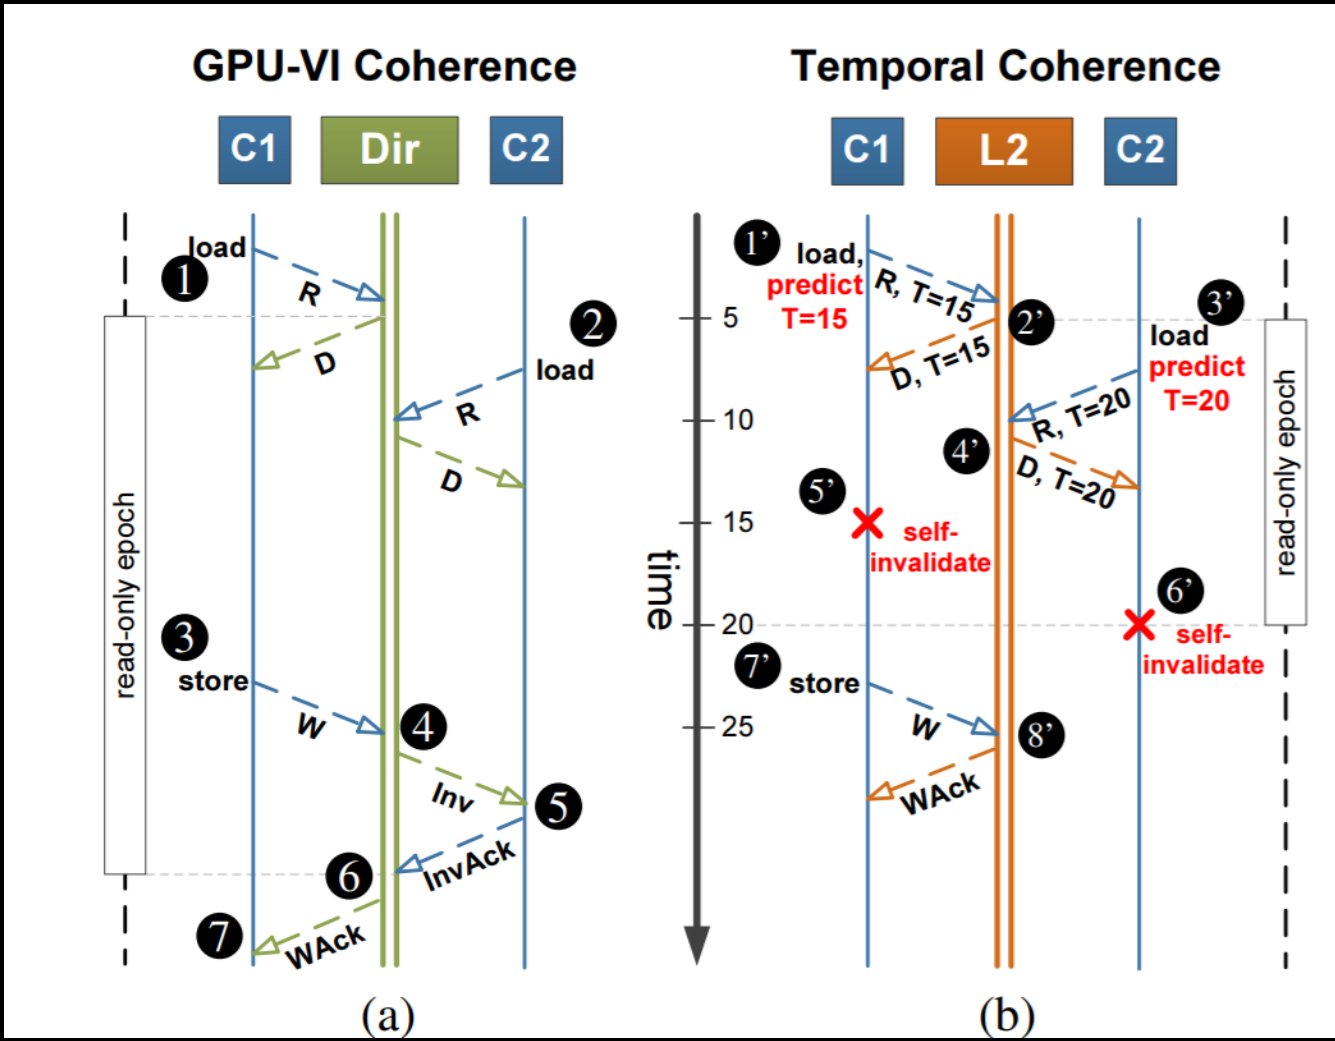 GPU-VI Coherence
C1
Dir
C2
load
1
R
D
2
load
R
D
read-only epoch
3
store
W
4
Inv
5
InvAck
6
WAck
7
(a)
Temporal Coherence
C1
L2
C2
time
5
10
15
20
25
1’
load,
predict
T=15
R, T=15
2’
D, T=15
3’
load
predict
T=20
R, T=20
4’
D, T=20
5’
self-
invalidate
6’
self-
invalidate
read-only epoch
7’
store
W
8’
WAck
(b)